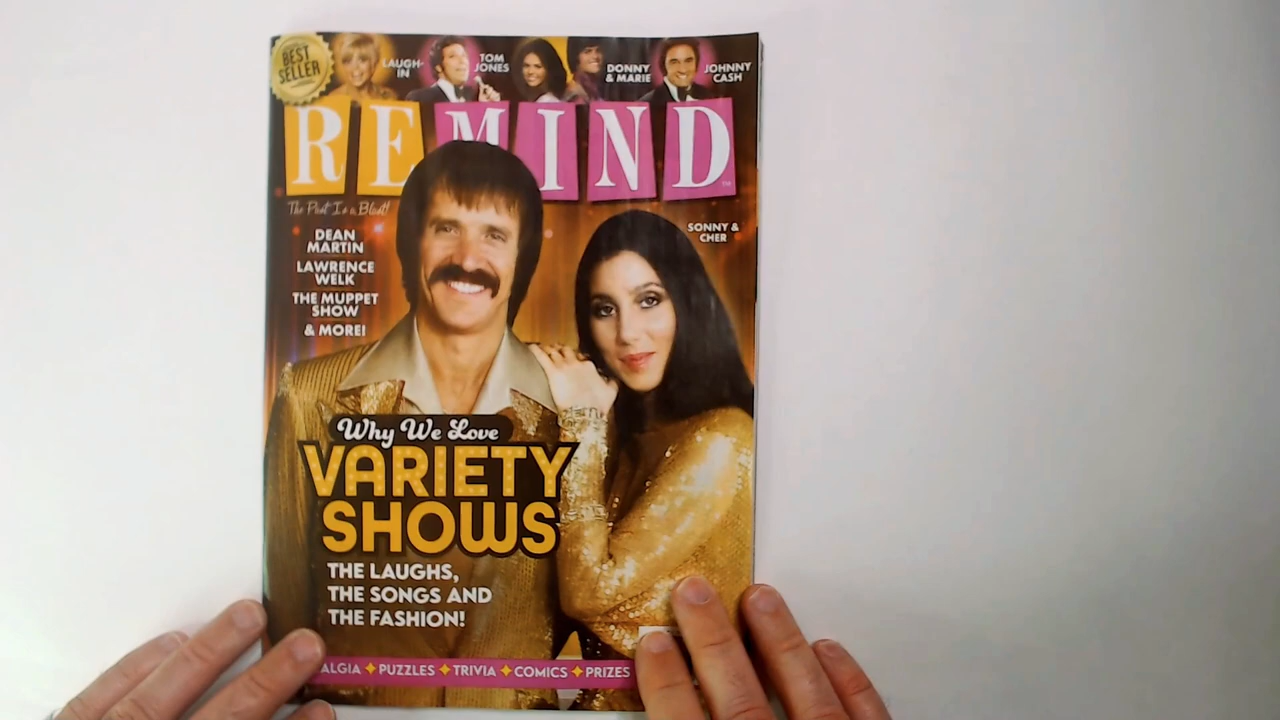 BEST
SELLER
LAUGH-
IN
TOM
JONES
DONNY
& MARIE
JOHNNY
CASH
REMIND
The Past Is a Blast!
DEAN
MARTIN
LAWRENCE
WELK
THE MUPPET
SHOW
& MORE!
SONNY &
CHER
Why We Love
VARIETY
SHOWS
THE LAUGHS,
THE SONGS AND
THE FASHION!
ALGIA ✦ PUZZLES ✦ TRIVIA ✦ COMICS ✦ PRIZES